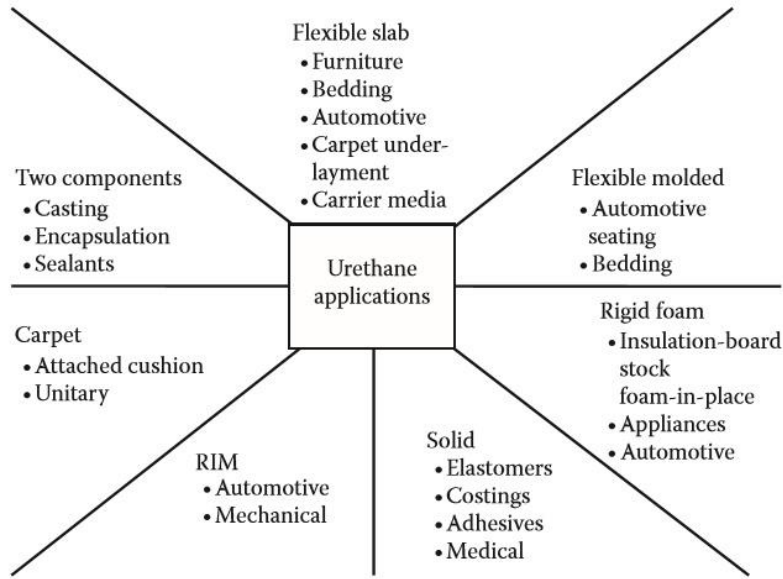 Flexible slab
• Furniture
• Bedding
• Automotive
• Carpet under-
layment
• Carrier media
Two components
• Casting
• Encapsulation
• Sealants
Flexible molded
• Automotive
seating
• Bedding
Urethane
applications
Carpet
• Attached cushion
• Unitary
Rigid foam
• Insulation-board
stock
foam-in-place
• Appliances
• Automotive
RIM
• Automotive
• Mechanical
Solid
• Elastomers
• Costings
• Adhesives
• Medical